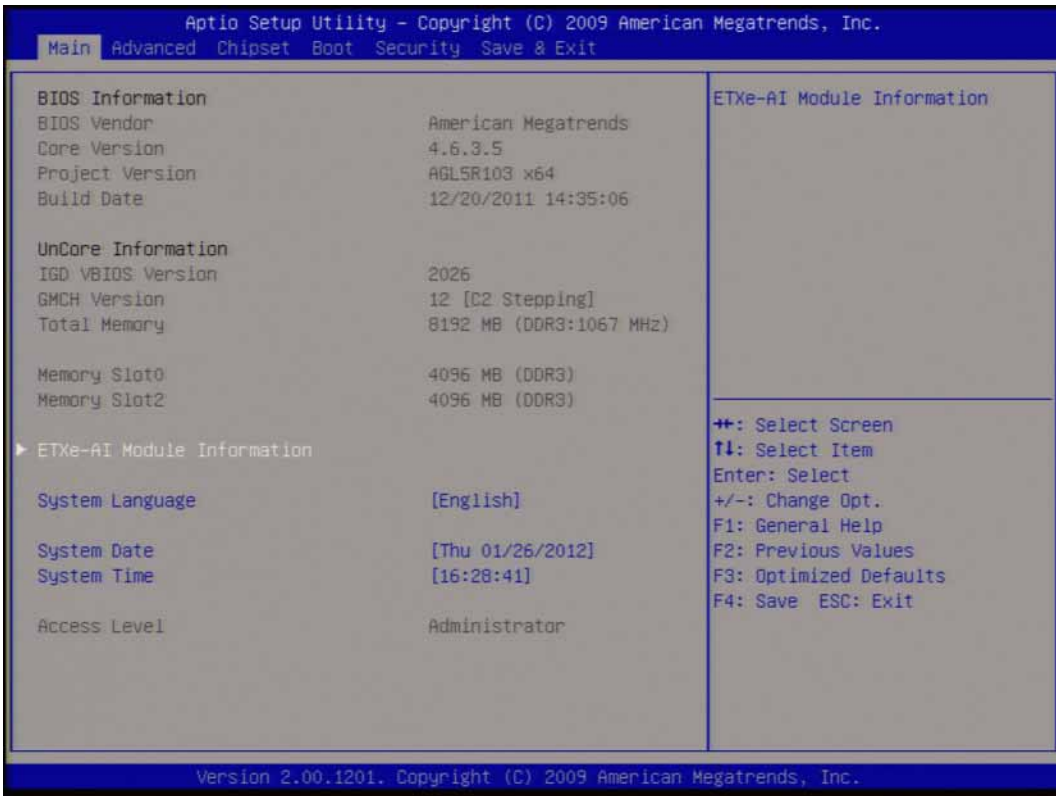 Aptio Setup Utility – Copyright (C) 2009 American Megatrends, Inc.
Main Advanced Chipset Boot Security Save & Exit
BIOS Information
BIOS Vendor American Megatrends
Core Version 4.6.3.5
Project Version AGL5R103 x64
Build Date 12/20/2011 14:35:06
UnCore Information
IGD VBIOS Version 2026
GMCH Version 12 [C2 Stepping]
Total Memory 8192 MB (DDR3:1067 MHz)
Memory Slot0 4096 MB (DDR3)
Memory Slot2 4096 MB (DDR3)
► ETXe-AI Module Information
System Language [English]
System Date [Thu 01/26/2012]
System Time [16:28:41]
Access Level Administrator
ETXe-AI Module Information
→←: Select Screen
↑↓: Select Item
Enter: Select
+/-: Change Opt.
F1: General Help
F2: Previous Values
F3: Optimized Defaults
F4: Save ESC: Exit
Version 2.00.1201. Copyright (C) 2009 American Megatrends, Inc.